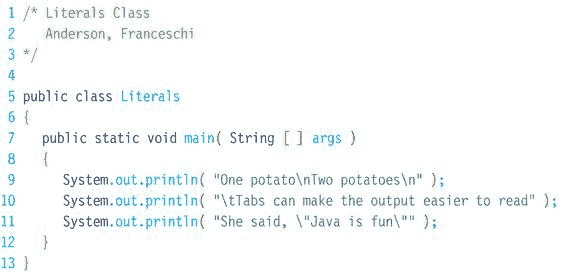 1 /* Literals Class
2    Anderson, Franceschi
3 */
4
5 public class Literals
6 {
7    public static void main( String [ ] args )
8    {
9       System.out.println( "One potato\nTwo potatoes\n" );
10       System.out.println( "\tTabs can make the output easier to read" );
11       System.out.println( "She said, \"Java is fun\"" );
12    }
13 }